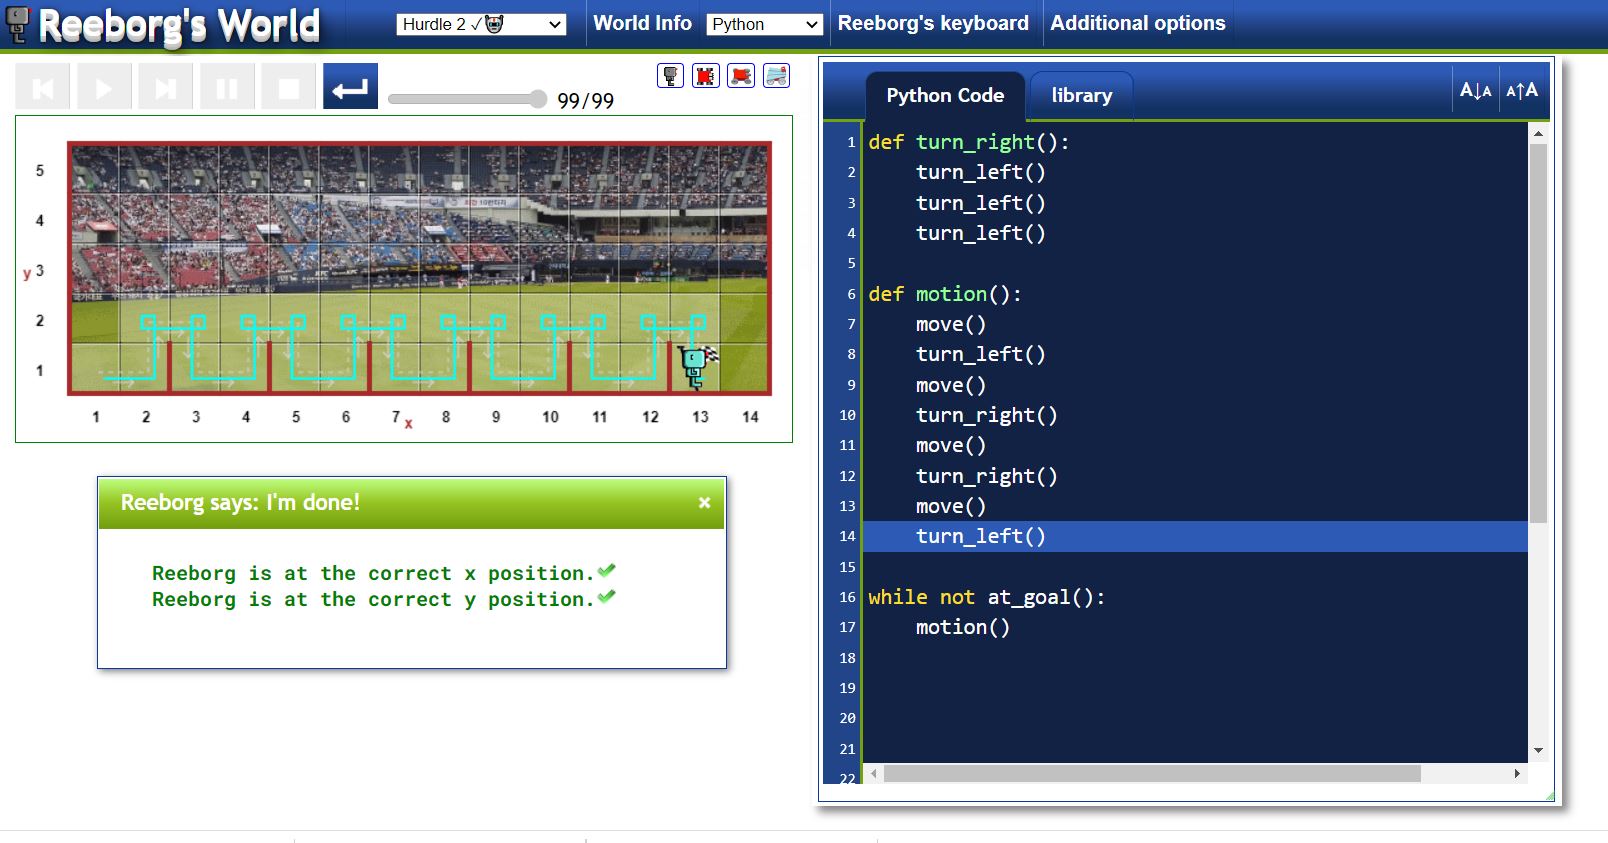 Reeborg's World
Hurdle 2 ✓
World Info
Python
Reeborg's keyboard
Additional options
99/99
Python Code
library
A↓A
A↑A
5
4
y 3
2
1
1 2 3 4 5 6 7 x 8 9 10 11 12 13 14
Reeborg says: I'm done!
×
Reeborg is at the correct x position.
Reeborg is at the correct y position.
1 def turn_right():
2     turn_left()
3     turn_left()
4     turn_left()
5
6 def motion():
7     move()
8     turn_left()
9     move()
10     turn_right()
11     move()
12     turn_right()
13     move()
14     turn_left()
15
16 while not at_goal():
17     motion()
18
19
20
21
22